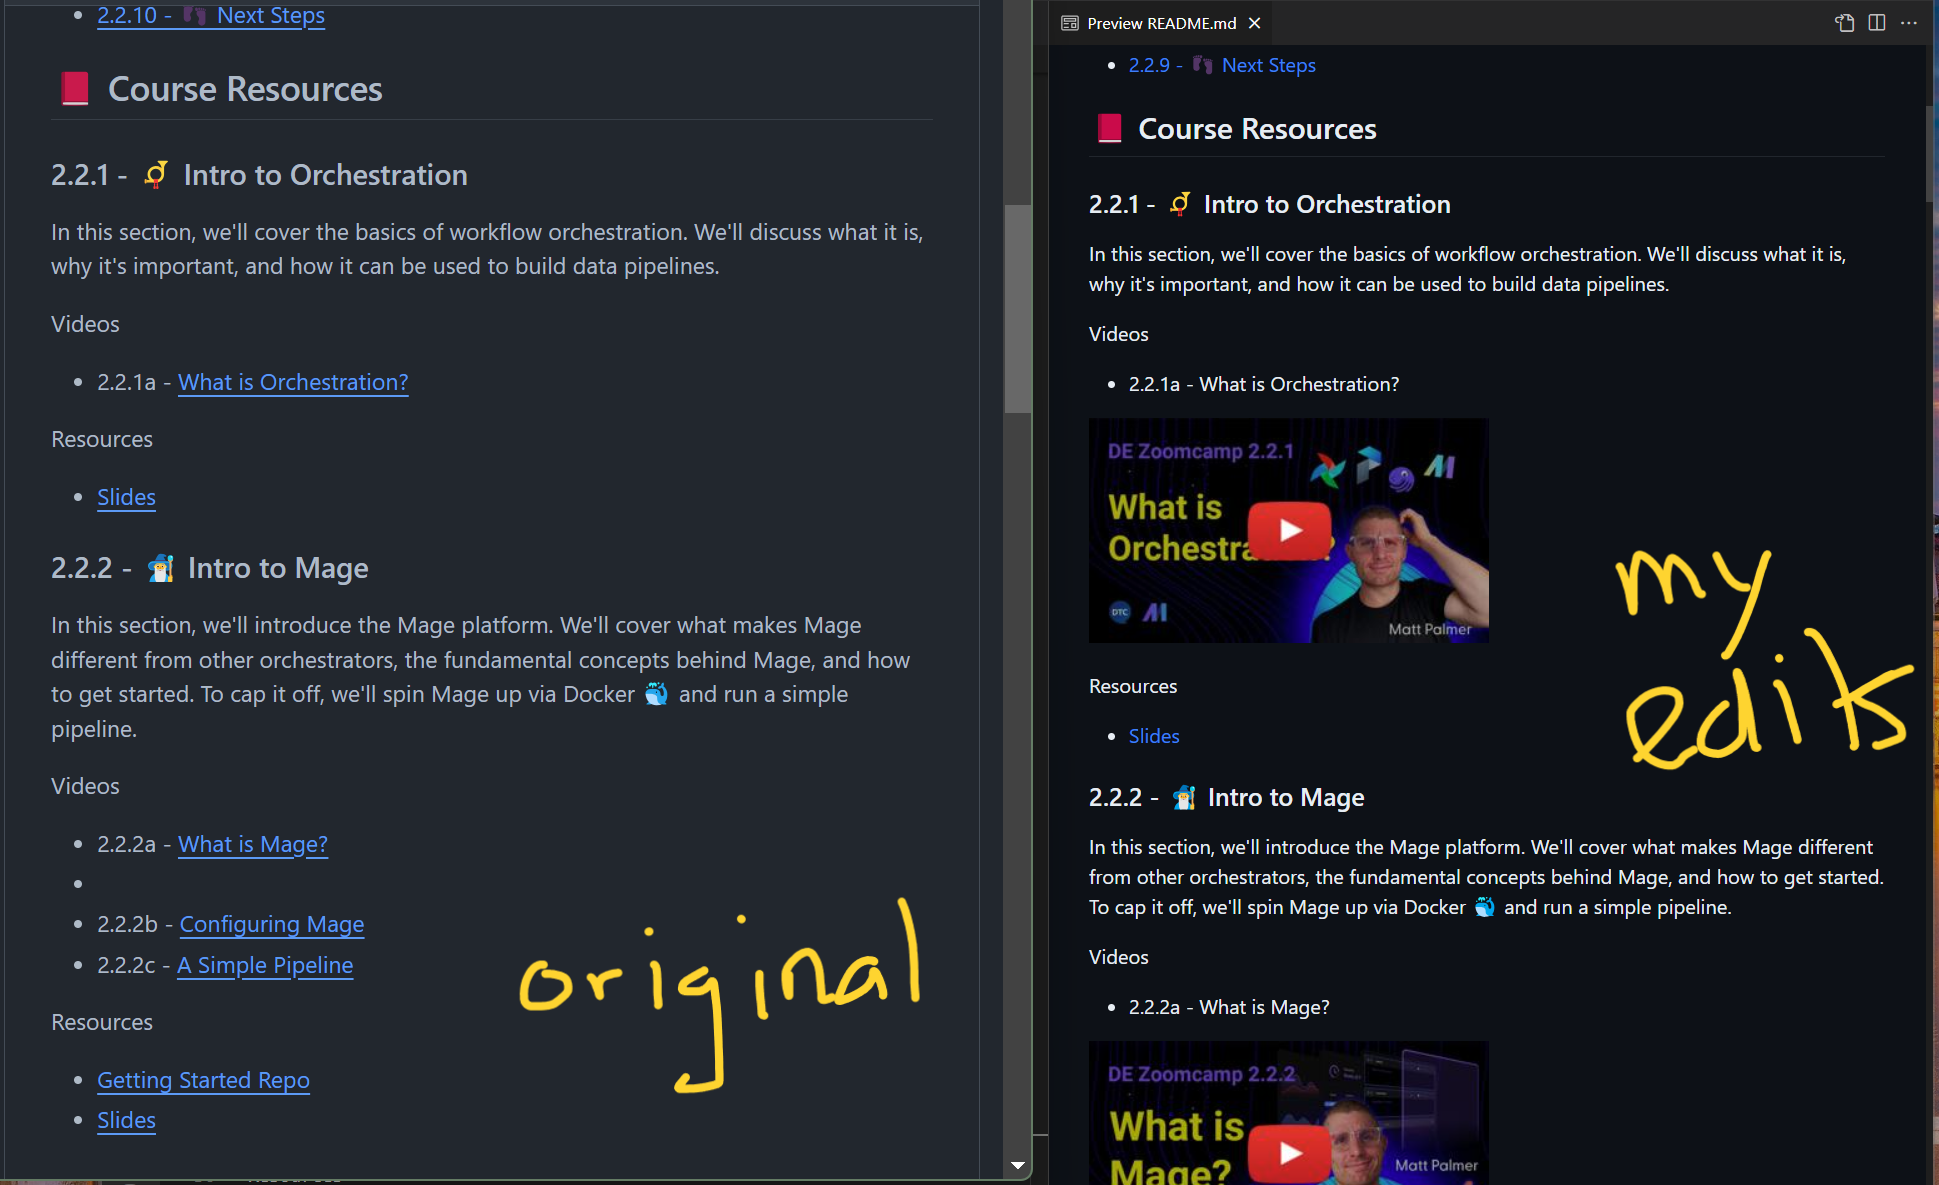 2.2.10 - 👣 Next Steps
📕 Course Resources
2.2.1 - 📯 Intro to Orchestration
In this section, we'll cover the basics of workflow orchestration. We'll discuss what it is,
why it's important, and how it can be used to build data pipelines.
Videos
2.2.1a - What is Orchestration?
Resources
Slides
2.2.2 - 🧙 Intro to Mage
In this section, we'll introduce the Mage platform. We'll cover what makes Mage
different from other orchestrators, the fundamental concepts behind Mage, and how
to get started. To cap it off, we'll spin Mage up via Docker 🐳 and run a simple
pipeline.
Videos
2.2.2a - What is Mage?
2.2.2b - Configuring Mage
2.2.2c - A Simple Pipeline
original
Resources
Getting Started Repo
Slides
Preview README.md
2.2.9 - 👣 Next Steps
📕 Course Resources
2.2.1 - 📯 Intro to Orchestration
In this section, we'll cover the basics of workflow orchestration. We'll discuss what it is,
why it's important, and how it can be used to build data pipelines.
Videos
2.2.1a - What is Orchestration?
DE Zoomcamp 2.2.1
What is
Orchestra ?
DTC
Matt Palmer
my
edits
Resources
Slides
2.2.2 - 🧙 Intro to Mage
In this section, we'll introduce the Mage platform. We'll cover what makes Mage different
from other orchestrators, the fundamental concepts behind Mage, and how to get started.
To cap it off, we'll spin Mage up via Docker 🐳 and run a simple pipeline.
Videos
2.2.2a - What is Mage?
DE Zoomcamp 2.2.2
What is
Mage?
Matt Palmer